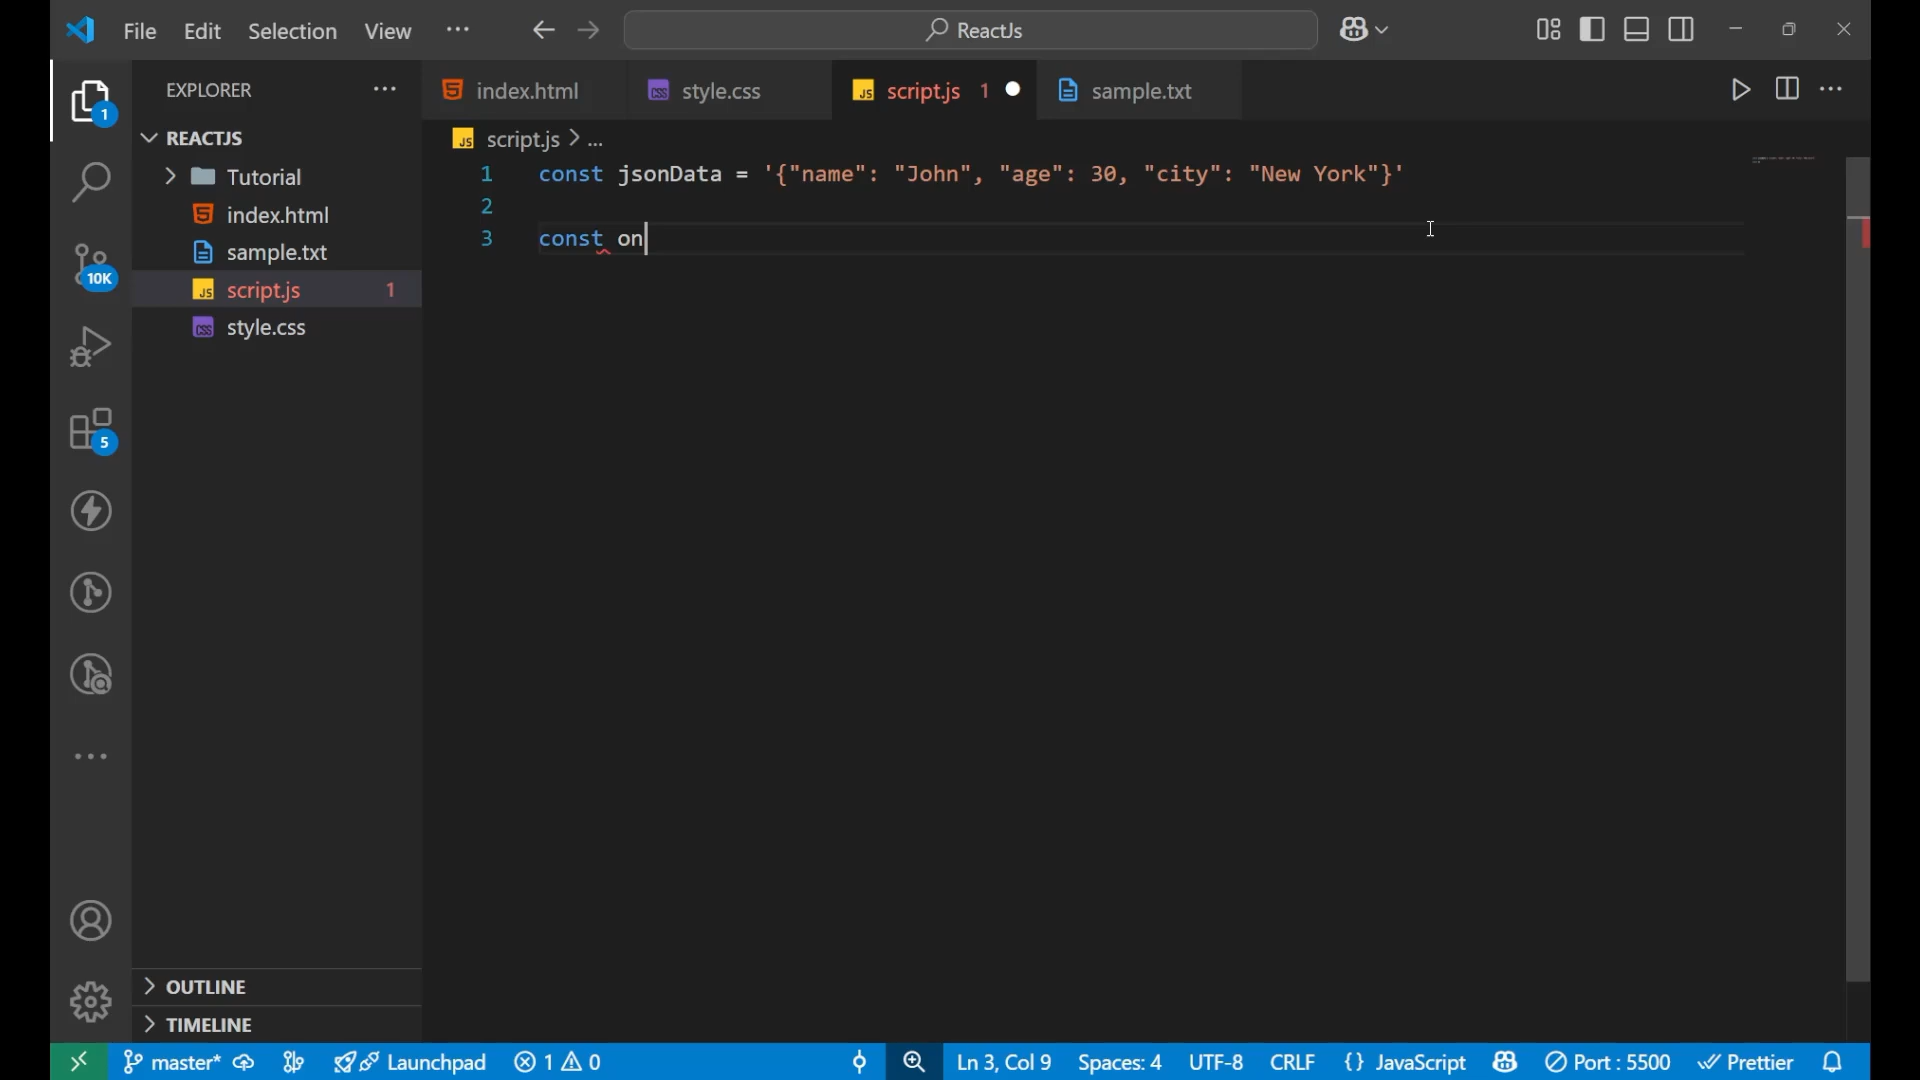 File Edit Selection View ... ReactJs
EXPLORER ...
index.html
style.css
script.js 1
sample.txt
REACTJS
script.js > ...
Tutorial
index.html
sample.txt
script.js 1
style.css
1 const jsonData = '{"name": "John", "age": 30, "city": "New York"}'
2
3 const on
1
10K
5
OUTLINE
TIMELINE
master* Launchpad 1 0 Ln 3, Col 9 Spaces: 4 UTF-8 CRLF {} JavaScript Port : 5500 Prettier